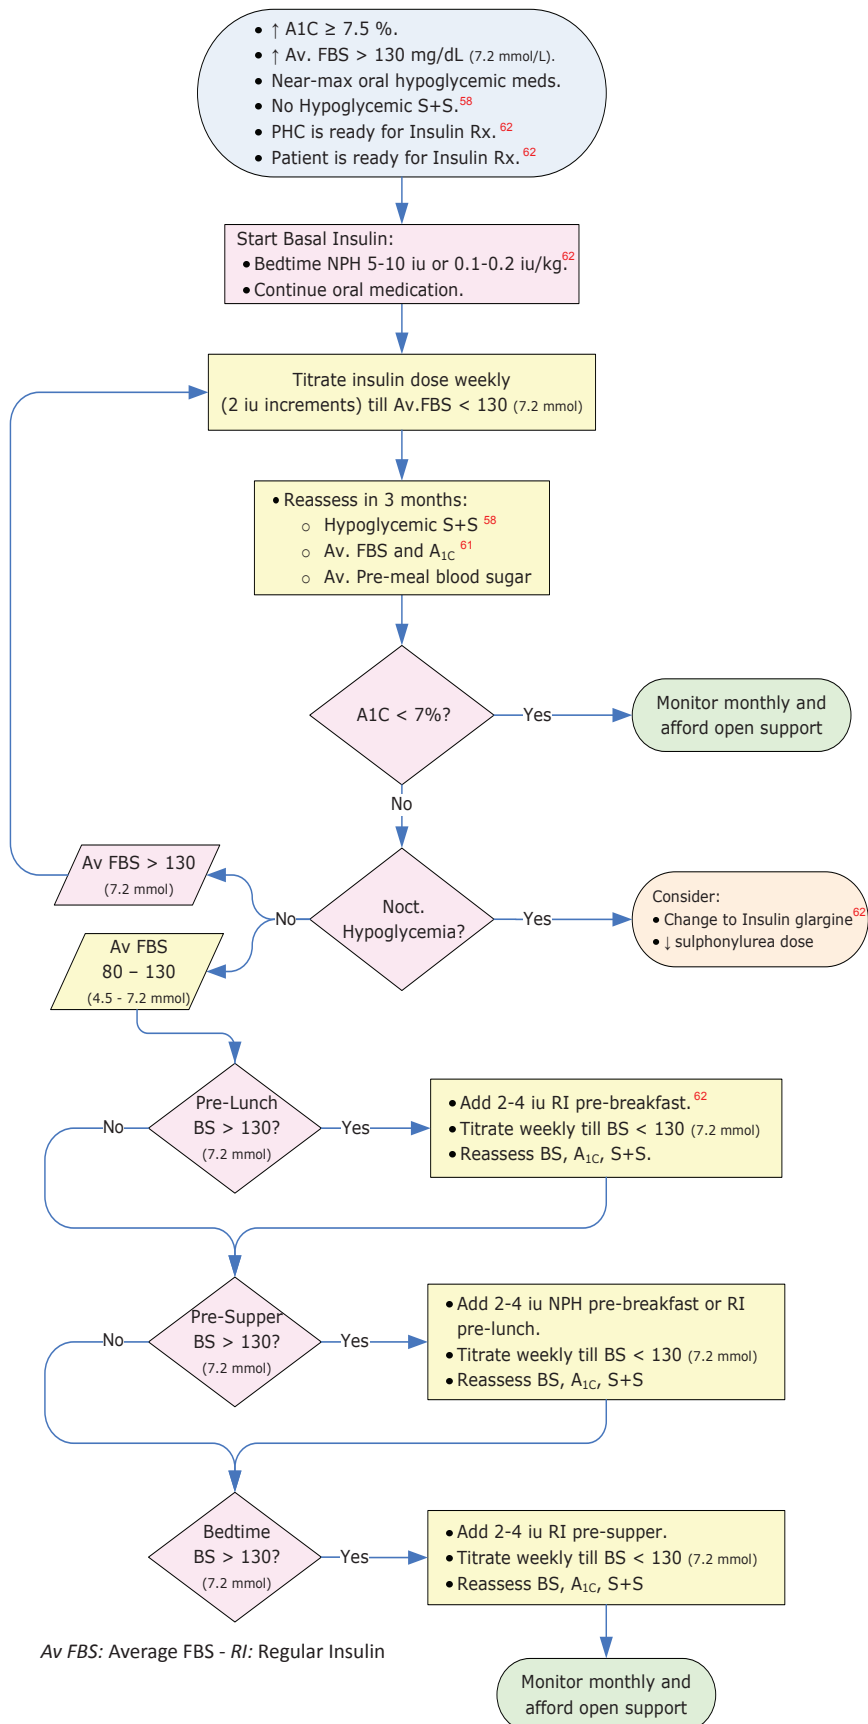 • ↑ A1C ≥ 7.5 %.
• ↑ Av. FBS > 130 mg/dL (7.2 mmol/L).
• Near-max oral hypoglycemic meds.
• No Hypoglycemic S+S.58
• PHC is ready for Insulin Rx.62
• Patient is ready for Insulin Rx.62
Start Basal Insulin:
• Bedtime NPH 5-10 iu or 0.1-0.2 iu/kg.62
• Continue oral medication.
Titrate insulin dose weekly
(2 iu increments) till Av.FBS < 130 (7.2 mmol)
• Reassess in 3 months:
○ Hypoglycemic S+S 58
○ Av. FBS and A1C 61
○ Av. Pre-meal blood sugar
A1C < 7%?
Yes
Monitor monthly and
afford open support
No
Av FBS > 130
(7.2 mmol)
No
Noct.
Hypoglycemia?
Yes
Consider:
• Change to Insulin glargine62
• ↓ sulphonylurea dose
Av FBS
80 – 130
(4.5 - 7.2 mmol)
No
Pre-Lunch
BS > 130?
(7.2 mmol)
Yes
• Add 2-4 iu RI pre-breakfast.62
• Titrate weekly till BS < 130 (7.2 mmol)
• Reassess BS, A1C, S+S.
No
Pre-Supper
BS > 130?
(7.2 mmol)
Yes
• Add 2-4 iu NPH pre-breakfast or RI
pre-lunch.
• Titrate weekly till BS < 130 (7.2 mmol)
• Reassess BS, A1C, S+S
Bedtime
BS > 130?
(7.2 mmol)
Yes
• Add 2-4 iu RI pre-supper.
• Titrate weekly till BS < 130 (7.2 mmol)
• Reassess BS, A1C, S+S
Av FBS: Average FBS - RI: Regular Insulin
Monitor monthly and
afford open support